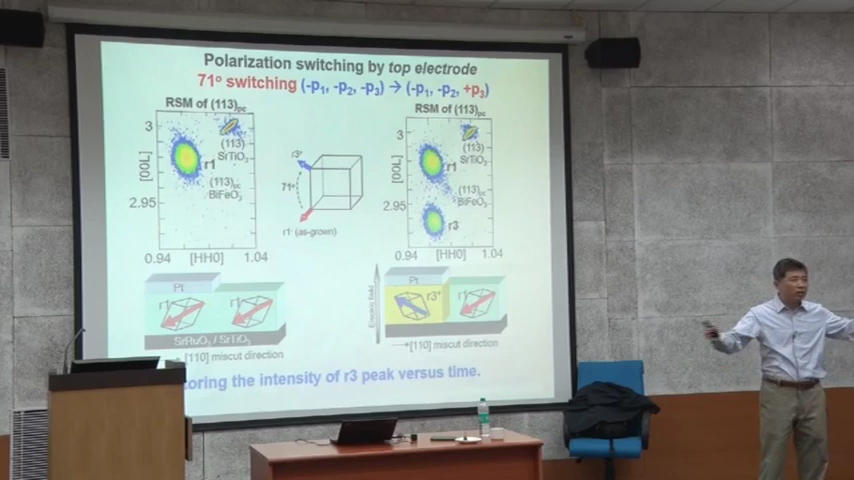 Polarization switching by top electrode
71° switching (-p₁, -p₂, -p₃) → (-p₁, -p₂, +p₃)
RSM of (113)pc
3
[00L]
2.95
0.94 [HH0] 1.04
(113)
SrTiO₃
r1
(113)pc
BiFeO₃
r3⁺
71°
r1⁻ (as-grown)
RSM of (113)pc
3
[00L]
2.95
0.94 [HH0] 1.04
(113)
SrTiO₃
r1
(113)pc
BiFeO₃
r3
Pt
r1⁻ r1⁻
SrRuO₃ / SrTiO₃
[110] miscut direction
Pt
r3⁺ r1⁻
field
[110] miscut direction
the intensity of r3 peak versus time.